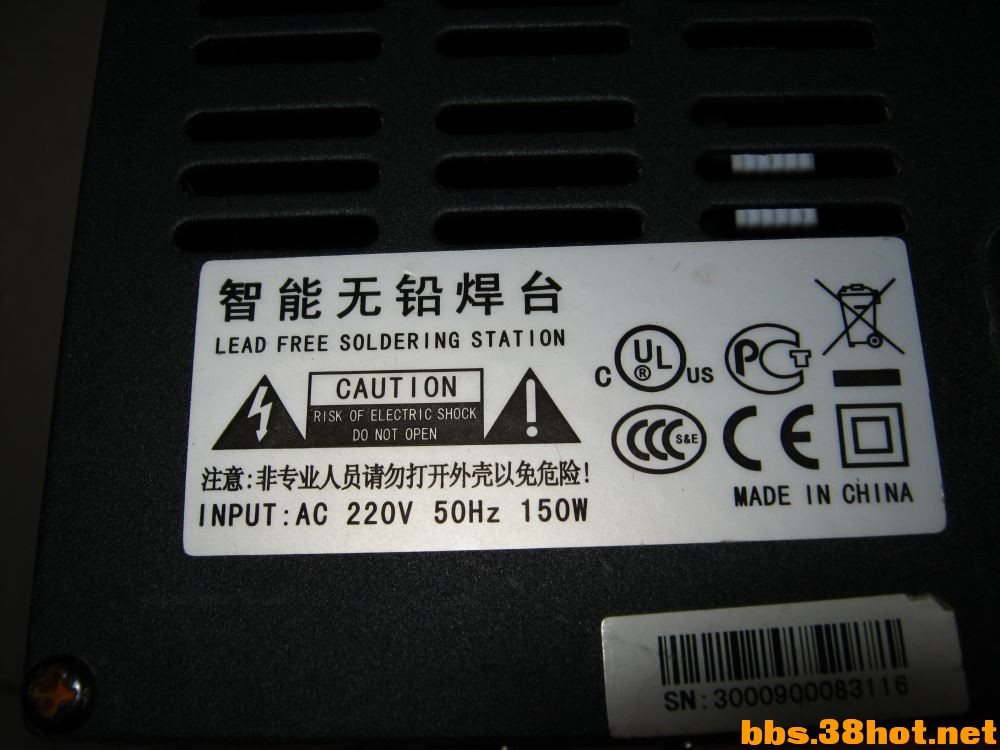 智能无铅焊台
LEAD FREE SOLDERING STATION
CAUTION
RISK OF ELECTRIC SHOCK
DO NOT OPEN
注意:非专业人员请勿打开外壳以免危险!
INPUT:AC 220V 50Hz 150W
C UL ® US
PCT
CCC S&E
CE
MADE IN CHINA
SN:3000900083116
bbs.38hot.net